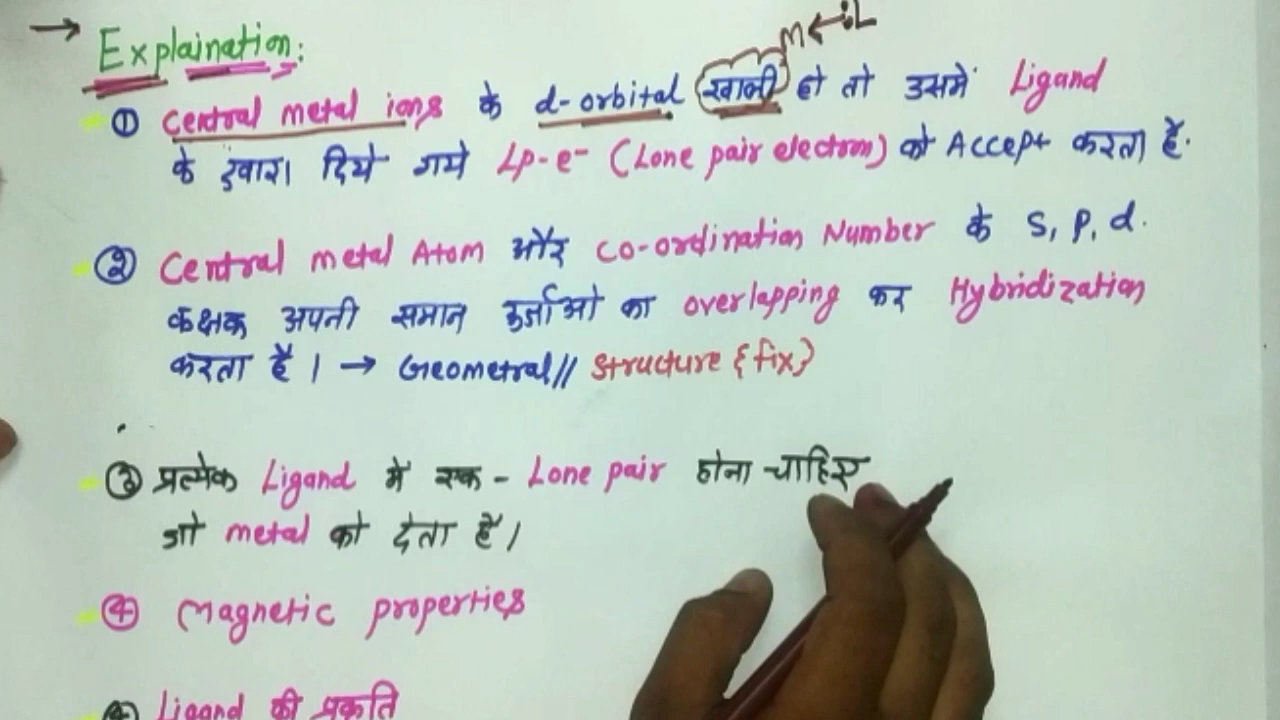 → Explaination:
m ← :L
① Central metal ions के d-orbital खाली हो तो उसमें Ligand
के द्वारा दिये गये Lp-e⁻ (Lone pair electron) को Accept करता है.
② Central metal Atom और Co-ordination Number के S, P, d.
कक्षक अपनी समान उर्जाओ का overlapping कर Hybridization
करता है । → Geometral// Structure {fix}
③ प्रत्येक Ligand में एक - Lone pair होना चाहिए
जो metal को देता है ।
④ Magnetic properties
⑤ Ligand की प्रकृति